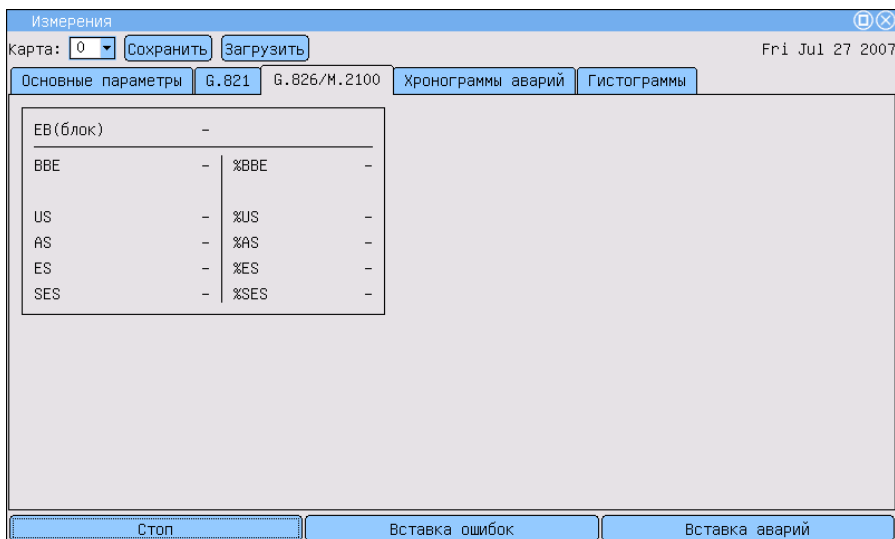 Измерения
Карта: 0 Сохранить Загрузить Fri Jul 27 2007
Основные параметры G.821 G.826/M.2100 Хронограммы аварий Гистограммы
EB(блок) -
BBE - %BBE -
US - %US -
AS - %AS -
ES - %ES -
SES - %SES -
Стоп Вставка ошибок Вставка аварий